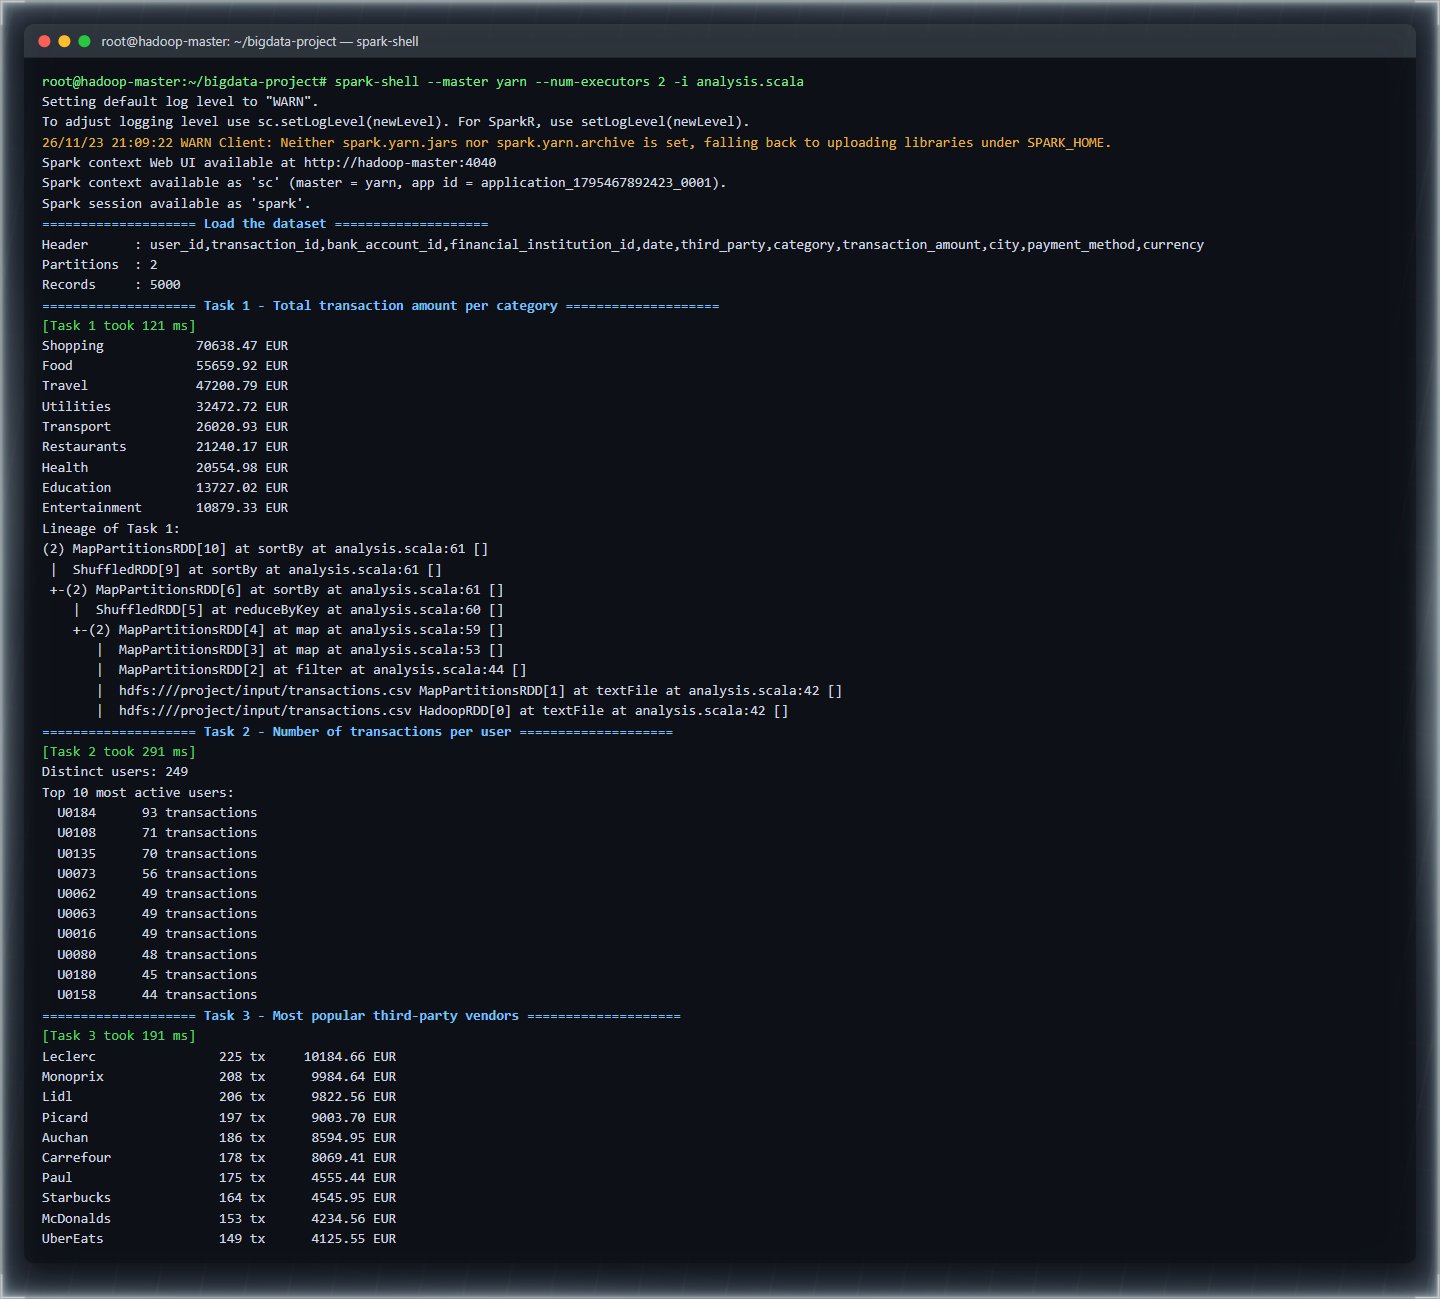 root@hadoop-master: ~/bigdata-project — spark-shell
root@hadoop-master:~/bigdata-project# spark-shell --master yarn --num-executors 2 -i analysis.scala
Setting default log level to "WARN".
To adjust logging level use sc.setLogLevel(newLevel). For SparkR, use setLogLevel(newLevel).
26/11/23 21:09:22 WARN Client: Neither spark.yarn.jars nor spark.yarn.archive is set, falling back to uploading libraries under SPARK_HOME.
Spark context Web UI available at http://hadoop-master:4040
Spark context available as 'sc' (master = yarn, app id = application_1795467892423_0001).
Spark session available as 'spark'.
==================== Load the dataset ====================
Header      : user_id,transaction_id,bank_account_id,financial_institution_id,date,third_party,category,transaction_amount,city,payment_method,currency
Partitions  : 2
Records     : 5000
==================== Task 1 - Total transaction amount per category ====================
[Task 1 took 121 ms]
Shopping            70638.47 EUR
Food                55659.92 EUR
Travel              47200.79 EUR
Utilities           32472.72 EUR
Transport           26020.93 EUR
Restaurants         21240.17 EUR
Health              20554.98 EUR
Education           13727.02 EUR
Entertainment       10879.33 EUR
Lineage of Task 1:
(2) MapPartitionsRDD[10] at sortBy at analysis.scala:61 []
 |  ShuffledRDD[9] at sortBy at analysis.scala:61 []
 +-(2) MapPartitionsRDD[6] at sortBy at analysis.scala:61 []
    |  ShuffledRDD[5] at reduceByKey at analysis.scala:60 []
    +-(2) MapPartitionsRDD[4] at map at analysis.scala:59 []
       |  MapPartitionsRDD[3] at map at analysis.scala:53 []
       |  MapPartitionsRDD[2] at filter at analysis.scala:44 []
       |  hdfs:///project/input/transactions.csv MapPartitionsRDD[1] at textFile at analysis.scala:42 []
       |  hdfs:///project/input/transactions.csv HadoopRDD[0] at textFile at analysis.scala:42 []
==================== Task 2 - Number of transactions per user ====================
[Task 2 took 291 ms]
Distinct users: 249
Top 10 most active users:
  U0184      93 transactions
  U0108      71 transactions
  U0135      70 transactions
  U0073      56 transactions
  U0062      49 transactions
  U0063      49 transactions
  U0016      49 transactions
  U0080      48 transactions
  U0180      45 transactions
  U0158      44 transactions
==================== Task 3 - Most popular third-party vendors ====================
[Task 3 took 191 ms]
Leclerc                225 tx     10184.66 EUR
Monoprix               208 tx      9984.64 EUR
Lidl                   206 tx      9822.56 EUR
Picard                 197 tx      9003.70 EUR
Auchan                 186 tx      8594.95 EUR
Carrefour              178 tx      8069.41 EUR
Paul                   175 tx      4555.44 EUR
Starbucks              164 tx      4545.95 EUR
McDonalds              153 tx      4234.56 EUR
UberEats               149 tx      4125.55 EUR